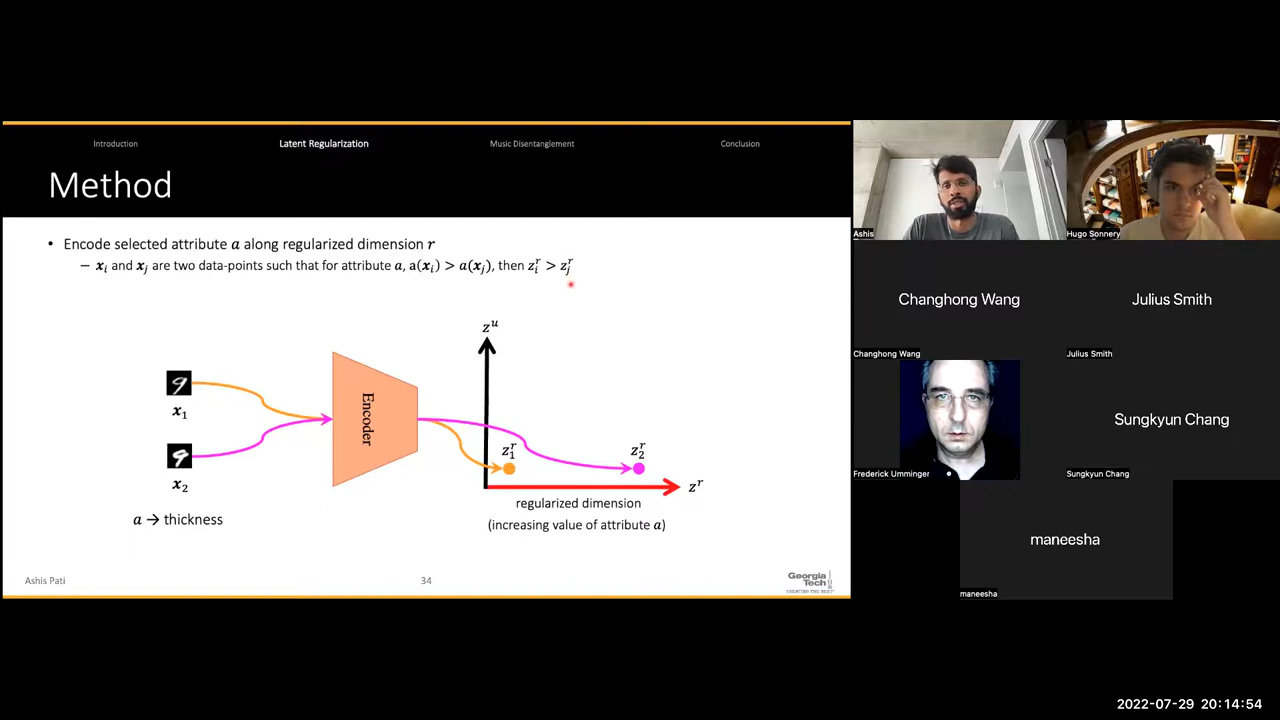 Introduction
Latent Regularization
Music Disentanglement
Conclusion
Method
• Encode selected attribute a along regularized dimension r
– xᵢ and xⱼ are two data-points such that for attribute a, a(xᵢ) > a(xⱼ), then zᵢʳ > zⱼʳ
x₁
x₂
a → thickness
Encoder
zᵘ
z₁ʳ
z₂ʳ
zʳ
regularized dimension
(increasing value of attribute a)
Ashis Pati
34
Georgia
Tech
CREATING THE NEXT
Ashis
Hugo Sonnery
Changhong Wang
Changhong Wang
Julius Smith
Julius Smith
Frederick Umminger
Sungkyun Chang
Sungkyun Chang
maneesha
maneesha
2022-07-29 20:14:54